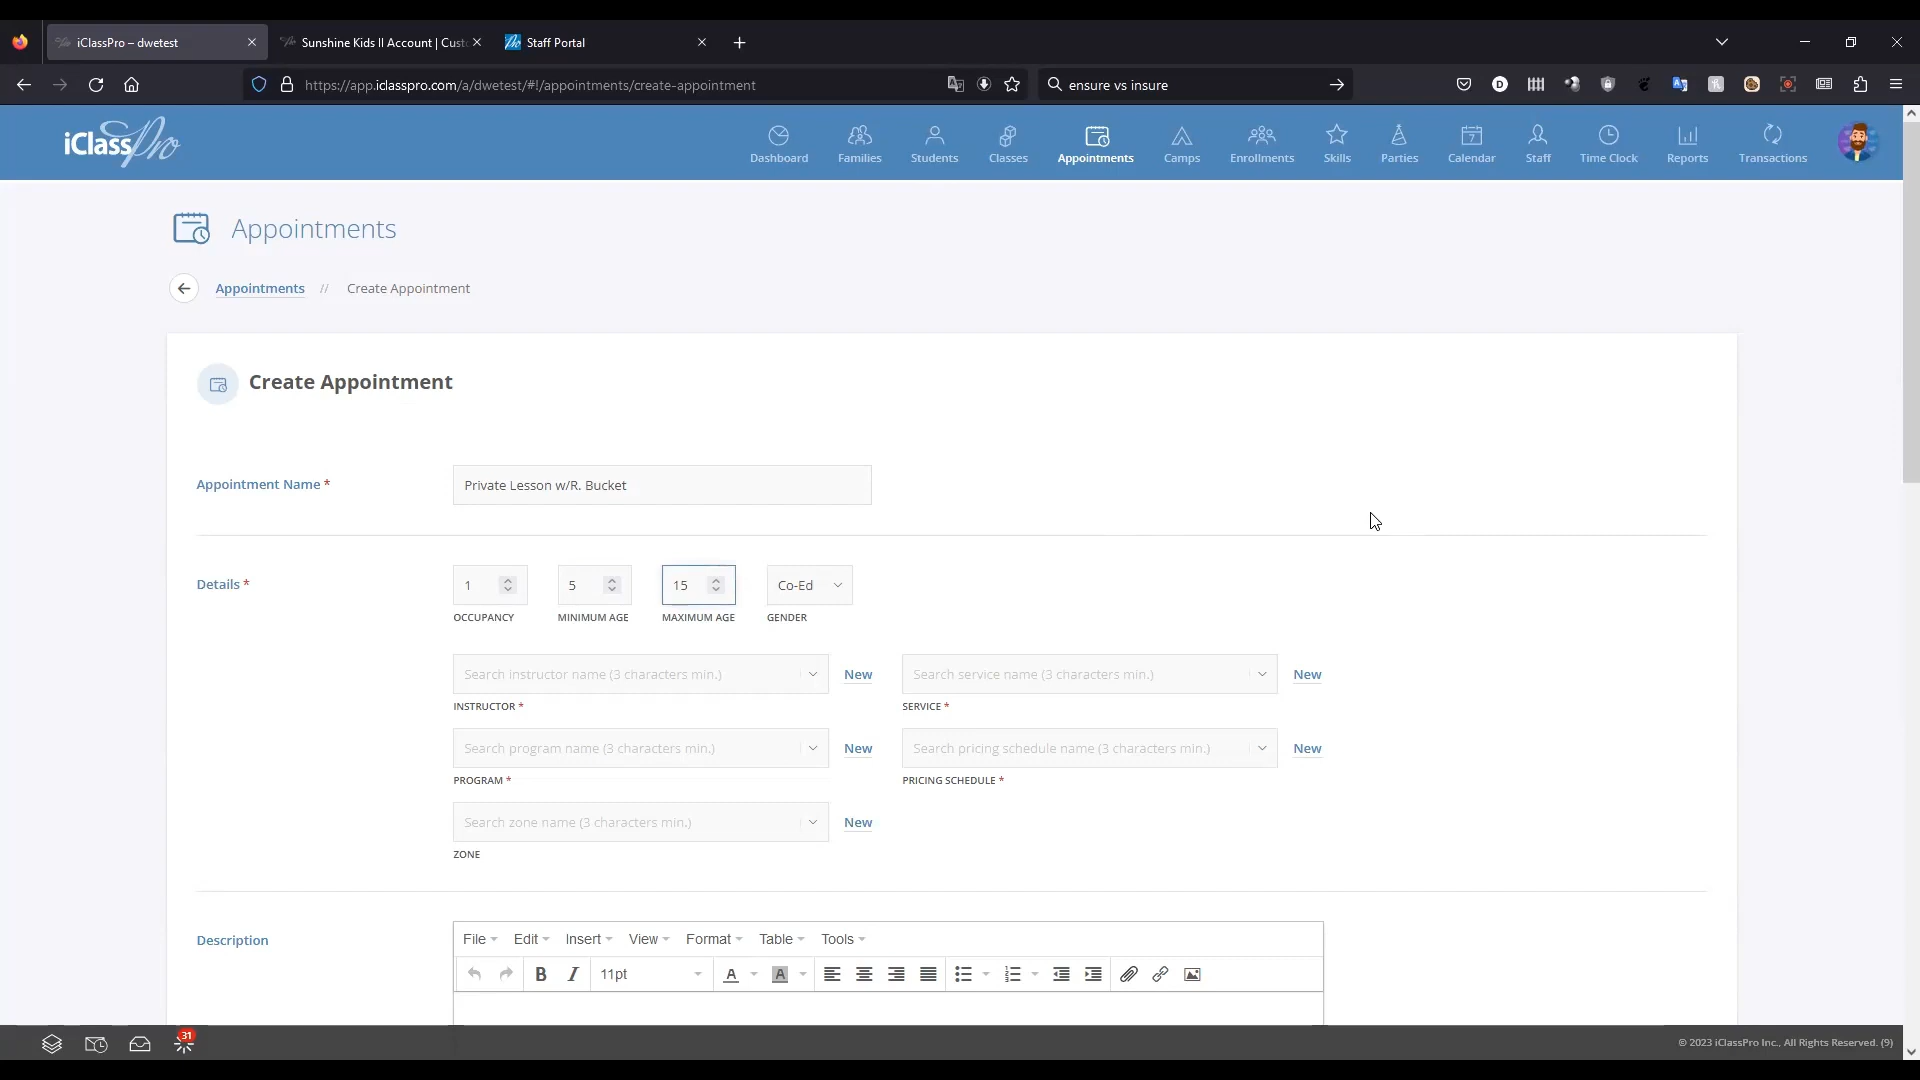 iClassPro – dwetest
Sunshine Kids II Account | Cust
Staff Portal
https://app.iclasspro.com/a/dwetest/#!/appointments/create-appointment
ensure vs insure
iClassPro
Dashboard
Families
Students
Classes
Appointments
Camps
Enrollments
Skills
Parties
Calendar
Staff
Time Clock
Reports
Transactions
Appointments
Appointments // Create Appointment
Create Appointment
Appointment Name *
Private Lesson w/R. Bucket
Details *
1
5
15
Co-Ed
OCCUPANCY
MINIMUM AGE
MAXIMUM AGE
GENDER
Search instructor name (3 characters min.)
New
Search service name (3 characters min.)
New
INSTRUCTOR *
SERVICE *
Search program name (3 characters min.)
New
Search pricing schedule name (3 characters min.)
New
PROGRAM *
PRICING SCHEDULE *
Search zone name (3 characters min.)
New
ZONE
Description
File
Edit
Insert
View
Format
Table
Tools
B
I
11pt
A
A
31
© 2023 iClassPro Inc., All Rights Reserved. (9)